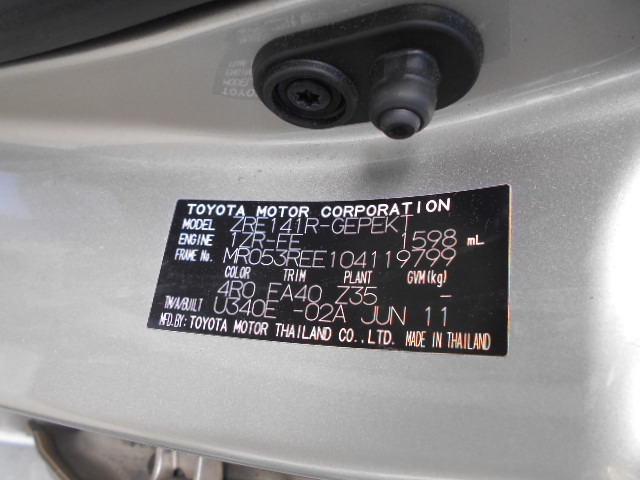 TOYOTA MOTOR CORPORATION
MODEL ZRE141R-GEPEKT
ENGINE 1ZR-FE 1598 mL
FRAME No. MR053REE104119799
COLOR TRIM PLANT GVM(kg)
4R0 FA40 Z35 -
TM/A/BUILT U340E -02A JUN 11
MFD.BY: TOYOTA MOTOR THAILAND CO.,LTD. MADE IN THAILAND